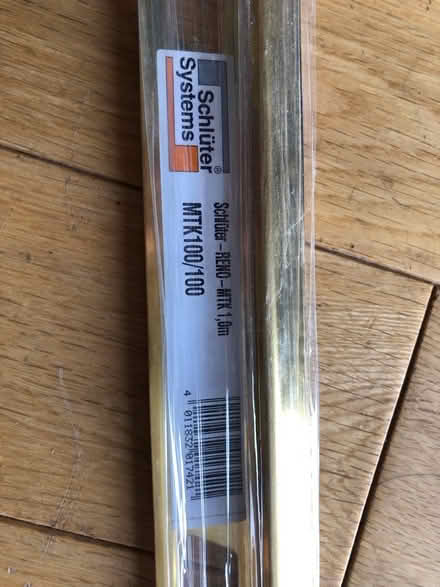 Schlüter®
Systems
Schlüter-RENO-MTK 1,0m
MTK100/100
4 011832 017421